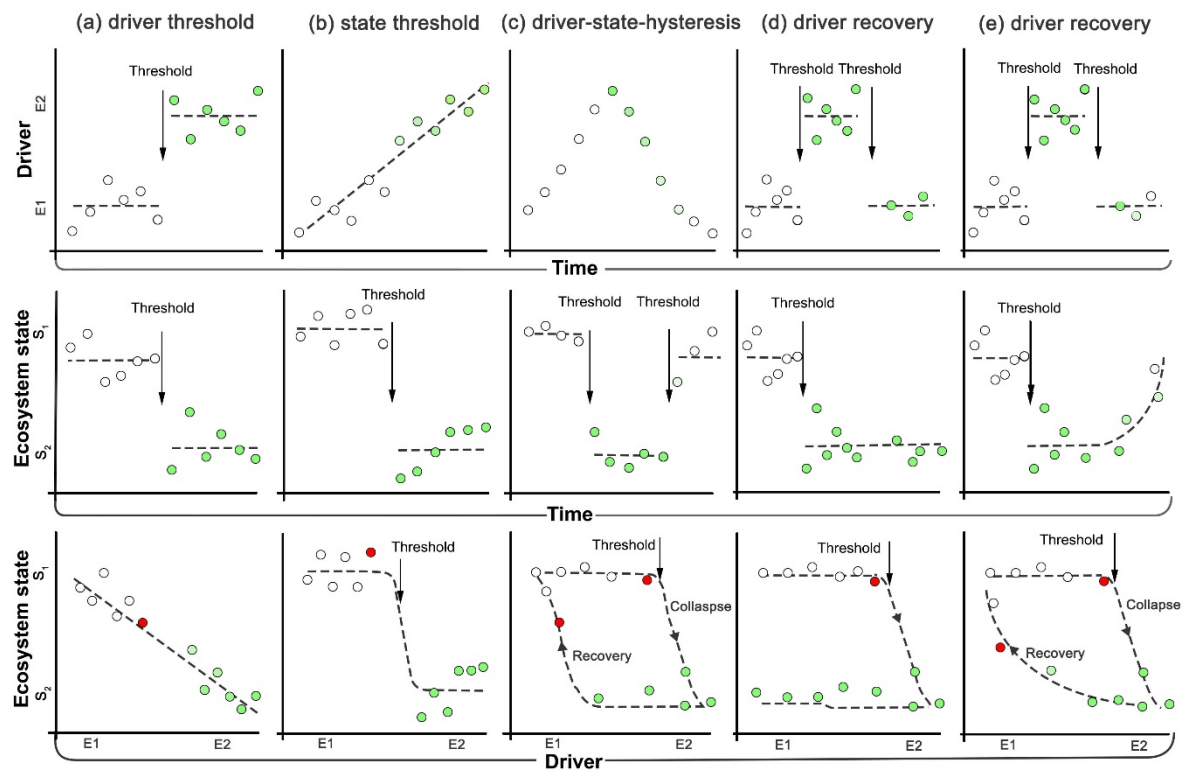 (a) driver threshold
(b) state threshold
(c) driver-state-hysteresis
(d) driver recovery
(e) driver recovery
Driver
E2
E1
Threshold
Threshold
Threshold
Threshold
Threshold
Time
Ecosystem state
S1
S2
Threshold
Threshold
Threshold
Threshold
Threshold
Threshold
Time
Ecosystem state
S1
S2
Threshold
Threshold
Collaspse
Recovery
Threshold
Threshold
Collapse
Recovery
E1
E2
E1
E2
E1
E2
E1
E2
E1
E2
Driver